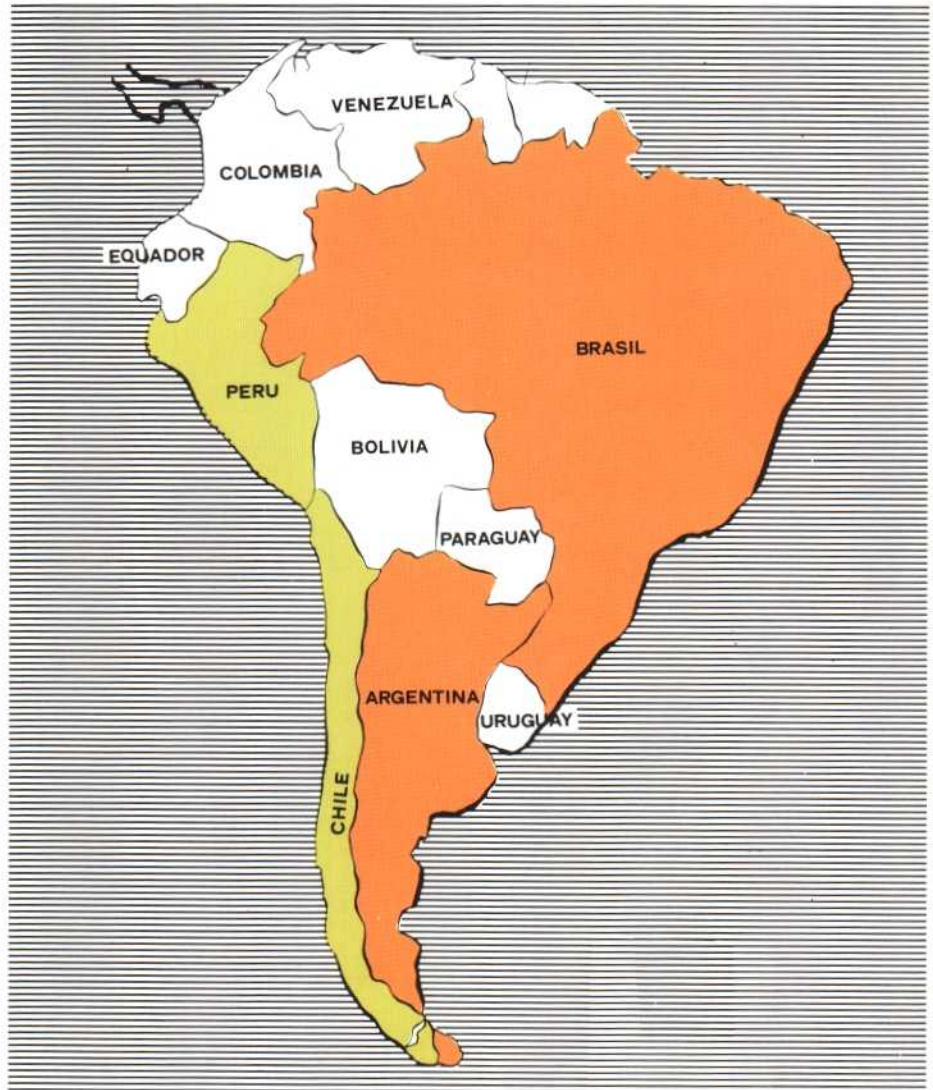 VENEZUELA
COLOMBIA
EQUADOR
BRASIL
PERU
BOLIVIA
PARAGUAY
ARGENTINA
URUGUAY
CHILE